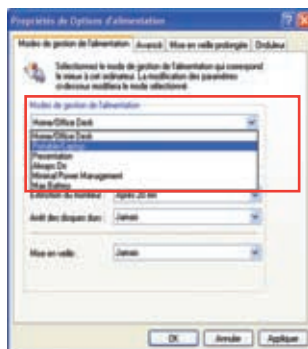 Propriétés de Options d'alimentation
Modes de gestion de l'alimentation Avancé Mise en veille prolongée Onduleur
Sélectionnez le mode de gestion de l'alimentation qui correspond
le mieux à cet ordinateur. La modification des paramètres
ci-dessous modifiera le mode sélectionné.
Modes de gestion de l'alimentation
Home/Office Desk
Home/Office Desk
Portable/Laptop
Presentation
Always On
Minimal Power Management
Max Battery
Extinction du moniteur : Après 20 mn
Arrêt des disques durs : Jamais
Mise en veille : Jamais
OK Annuler Appliquer